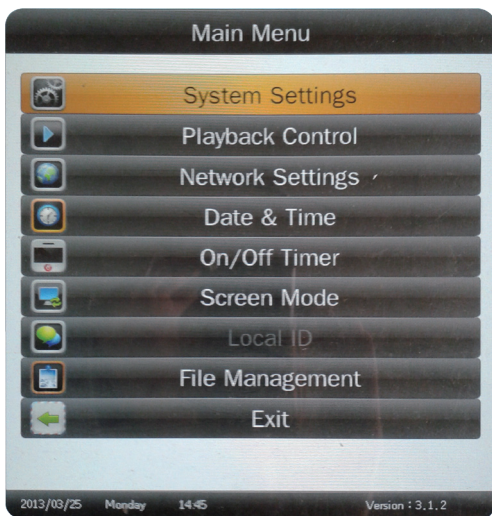 Main Menu
System Settings
Playback Control
Network Settings
Date & Time
On/Off Timer
Screen Mode
Local ID
File Management
Exit
2013/03/25 Monday 14:45 Version : 3.1.2